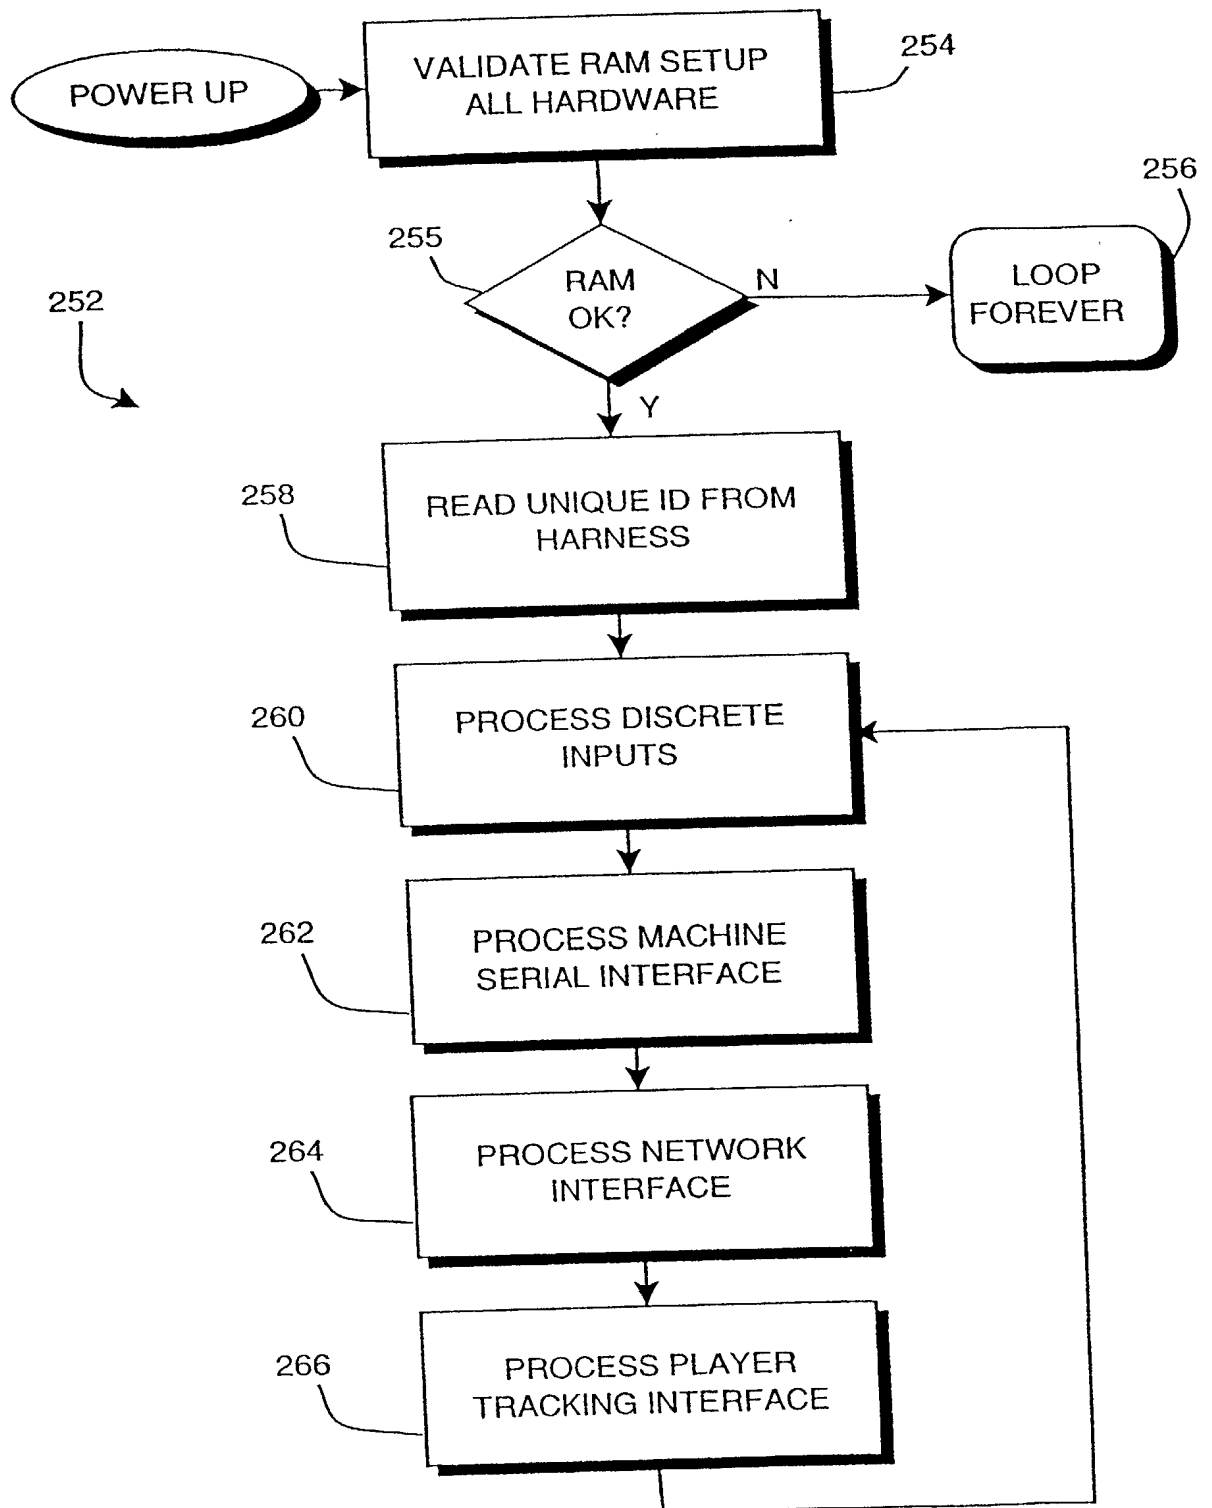 POWER UP
VALIDATE RAM SETUP
ALL HARDWARE
254
256
255
RAM
OK?
N
LOOP
FOREVER
252
Y
258
READ UNIQUE ID FROM
HARNESS
260
PROCESS DISCRETE
INPUTS
262
PROCESS MACHINE
SERIAL INTERFACE
264
PROCESS NETWORK
INTERFACE
266
PROCESS PLAYER
TRACKING INTERFACE